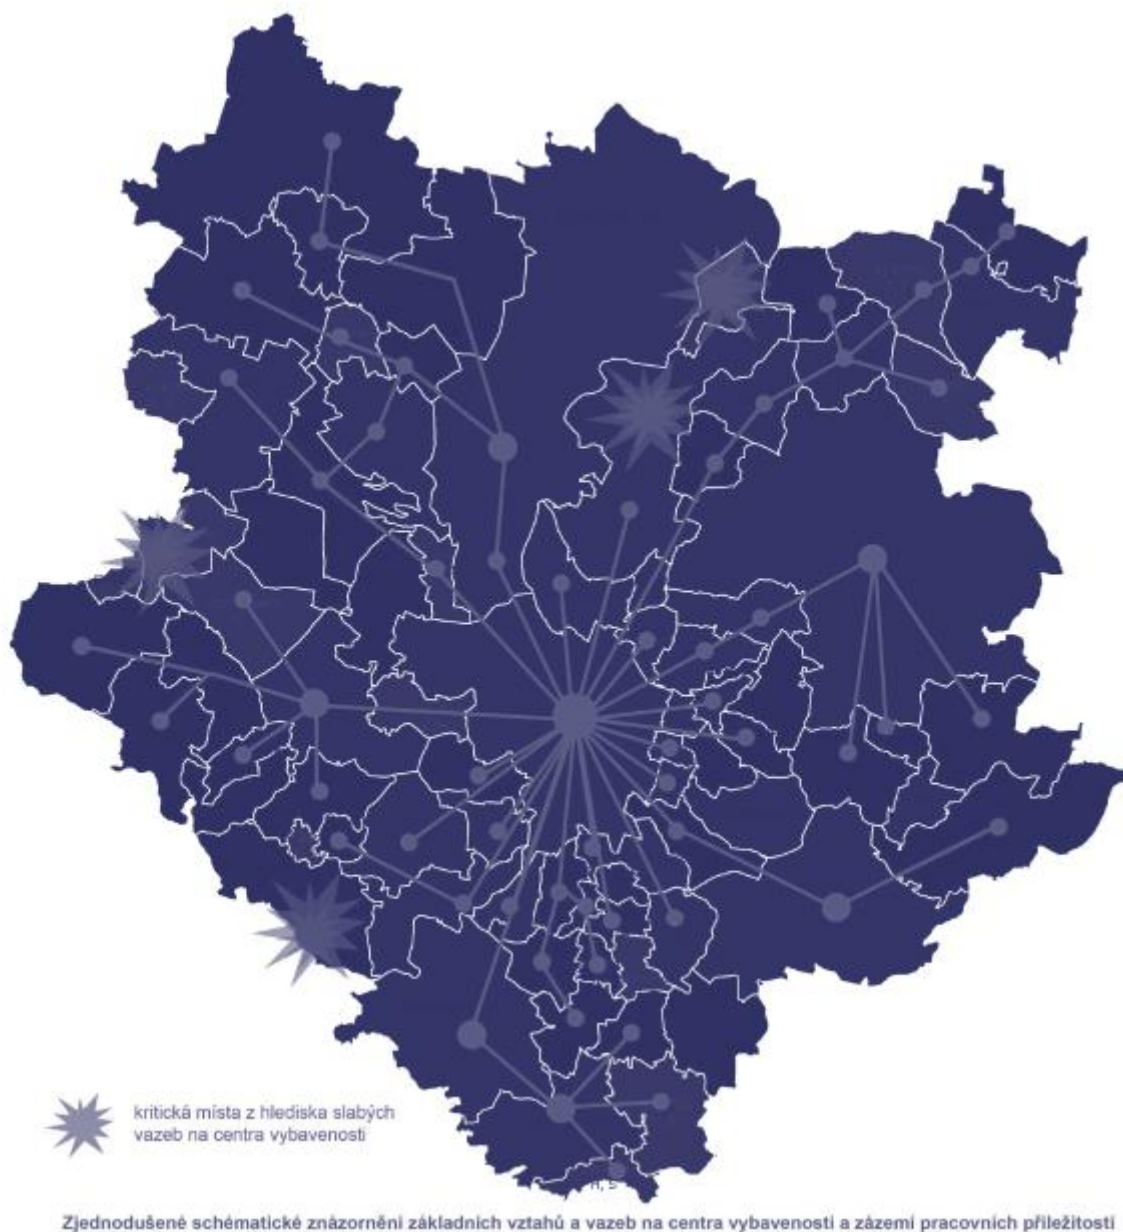 kritická místa z hlediska slabých
vazeb na centra vybavenosti
Zjednodušené schématické znázornění základních vztahů a vazeb na centra vybavenosti a zázemí pracovních příležitostí